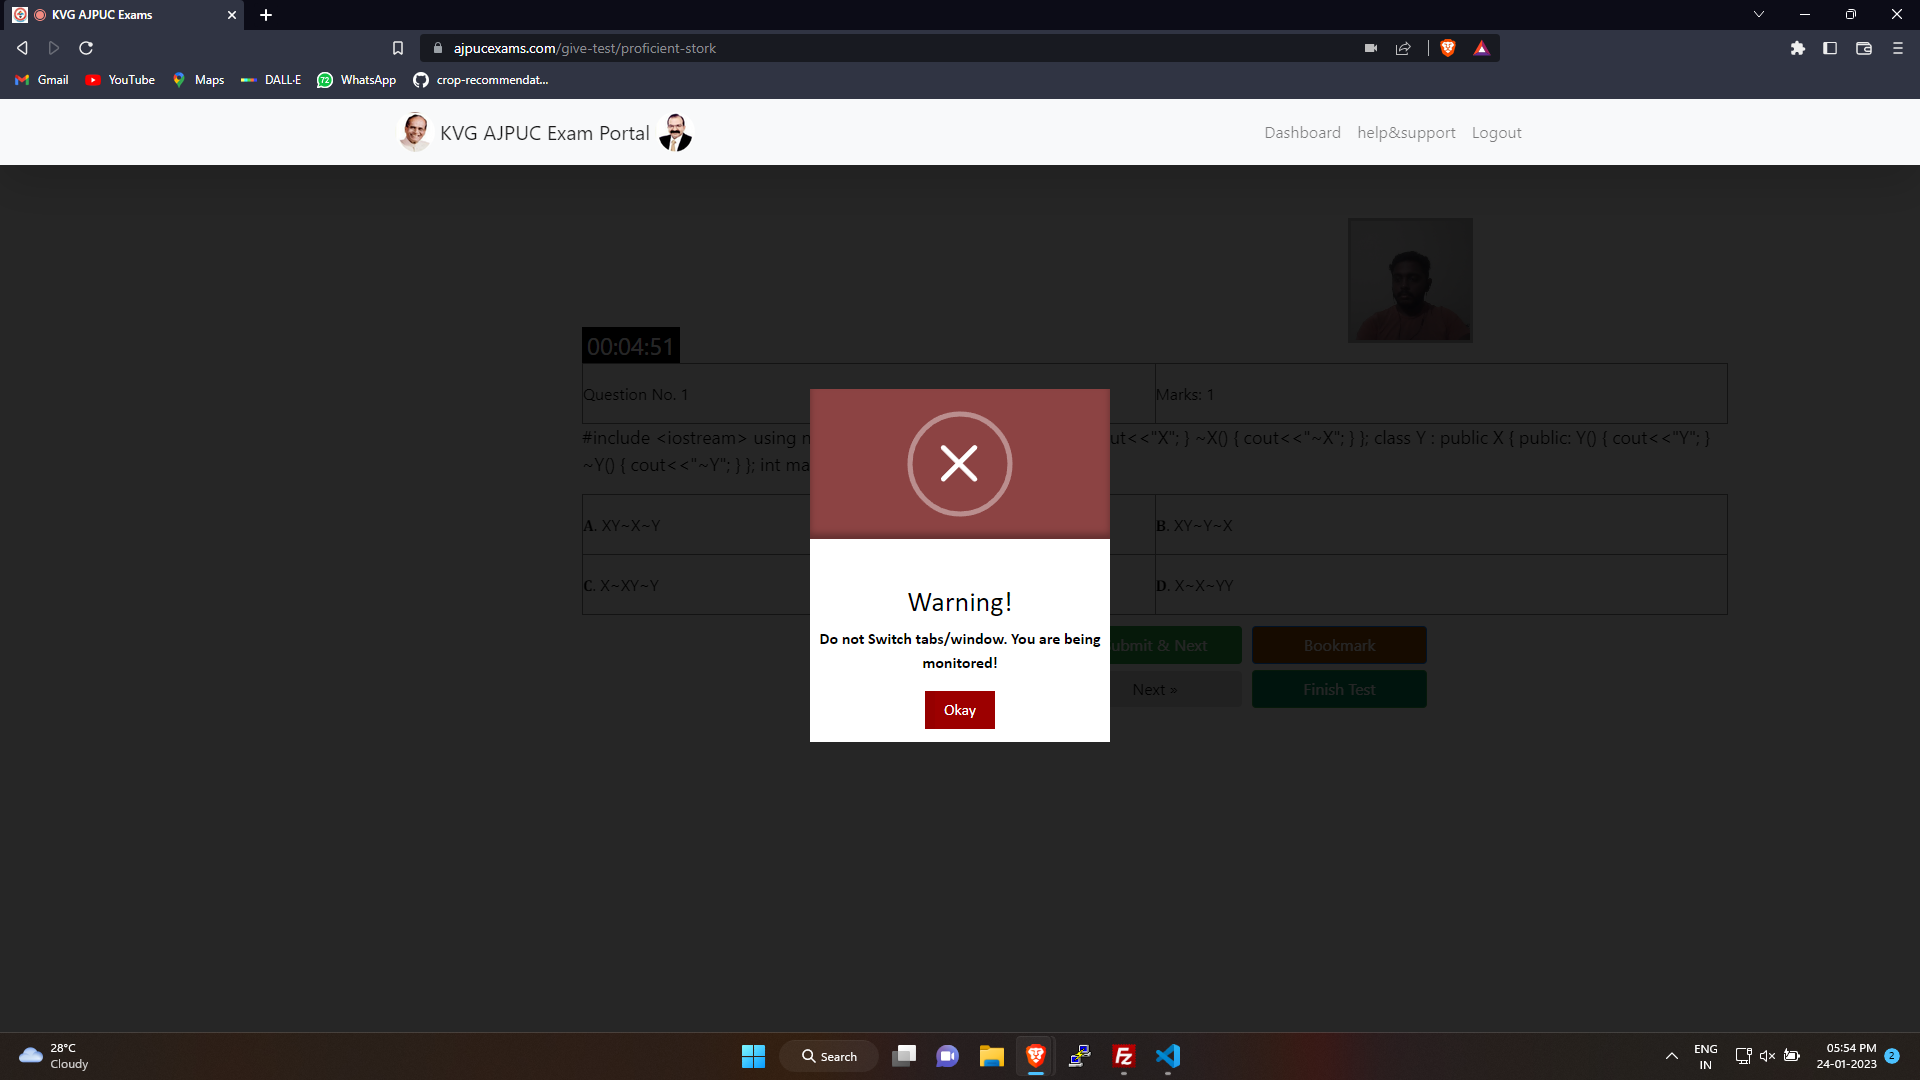 KVG AJPUC Exams
ajpucexams.com/give-test/proficient-stork
Gmail YouTube Maps DALL·E 72 WhatsApp crop-recommendat...
KVG AJPUC Exam Portal Dashboard help&support Logout
00:04:51
Question No. 1 Marks: 1
#include <iostream> using n ut<<"X"; } ~X() { cout<<"~X"; } }; class Y : public X { public: Y() { cout<<"Y"; }
~Y() { cout<<"~Y"; } }; int ma
A. XY~X~Y B. XY~Y~X
C. X~XY~Y D. X~X~YY
Warning!
Do not Switch tabs/window. You are being
monitored!
Okay
ubmit & Next Bookmark
Next » Finish Test
28°C
Cloudy
Search
ENG
IN
05:54 PM
24-01-2023
2